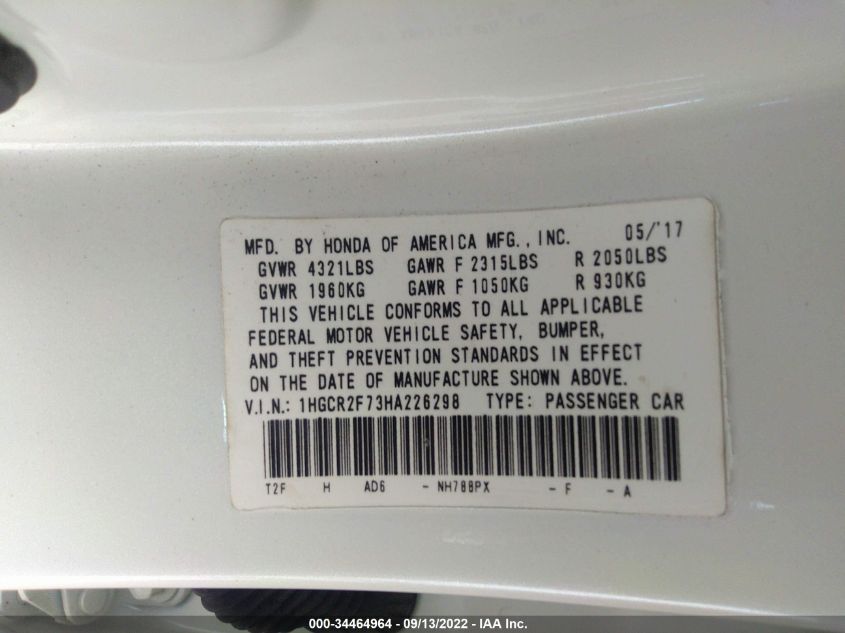 MFD. BY HONDA OF AMERICA MFG., INC. 05/'17
GVWR 4321LBS GAWR F 2315LBS R 2050LBS
GVWR 1960KG GAWR F 1050KG R 930KG
THIS VEHICLE CONFORMS TO ALL APPLICABLE
FEDERAL MOTOR VEHICLE SAFETY, BUMPER,
AND THEFT PREVENTION STANDARDS IN EFFECT
ON THE DATE OF MANUFACTURE SHOWN ABOVE.
V.I.N.: 1HGCR2F73HA226298 TYPE: PASSENGER CAR
T2F H AD6 - NH788PX - F - A
000-34464964 - 09/13/2022 - IAA Inc.